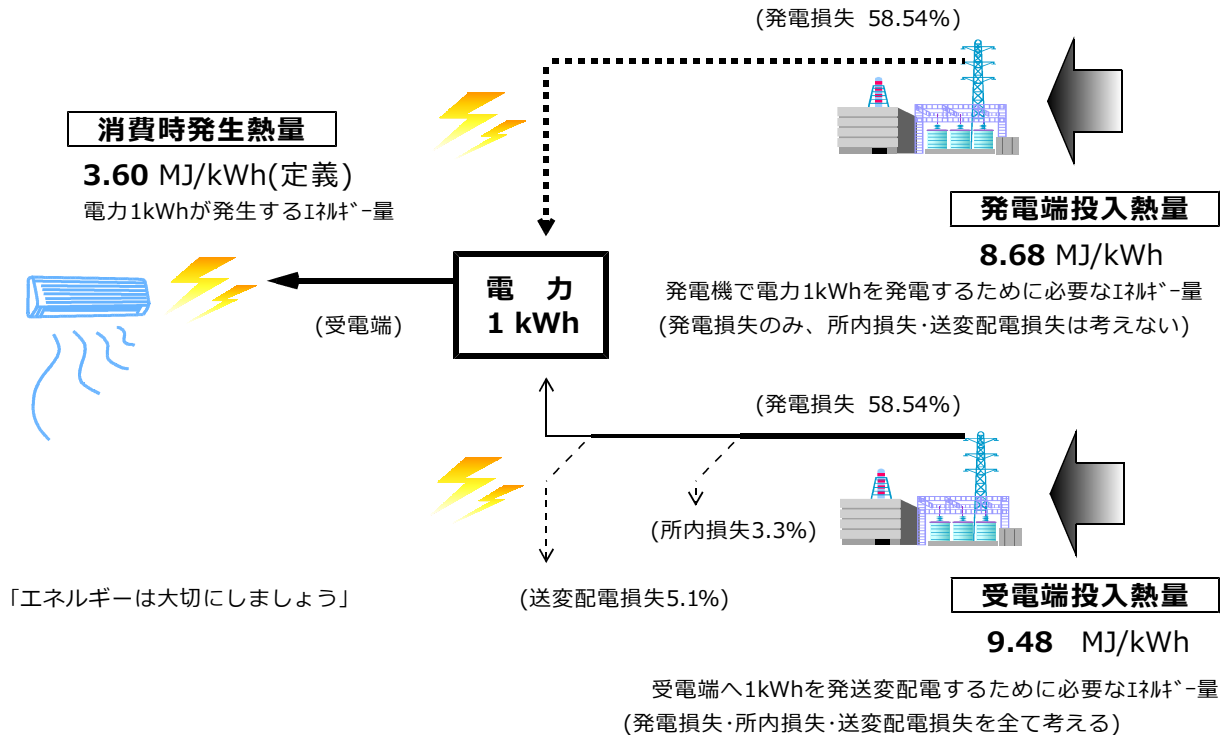 (発電損失 58.54%)
消費時発生熱量
3.60 MJ/kWh(定義)
電力1kWhが発生するｴﾈﾙｷﾞｰ量
発電端投入熱量
8.68 MJ/kWh
発電機で電力1kWhを発電するために必要なｴﾈﾙｷﾞｰ量
(発電損失のみ、所内損失･送変配電損失は考えない)
電　力
1 kWh
(受電端)
(発電損失 58.54%)
(所内損失3.3%)
(送変配電損失5.1%)
「エネルギーは大切にしましょう」
受電端投入熱量
9.48 MJ/kWh
受電端へ1kWhを発送変配電するために必要なｴﾈﾙｷﾞｰ量
(発電損失･所内損失･送変配電損失を全て考える)